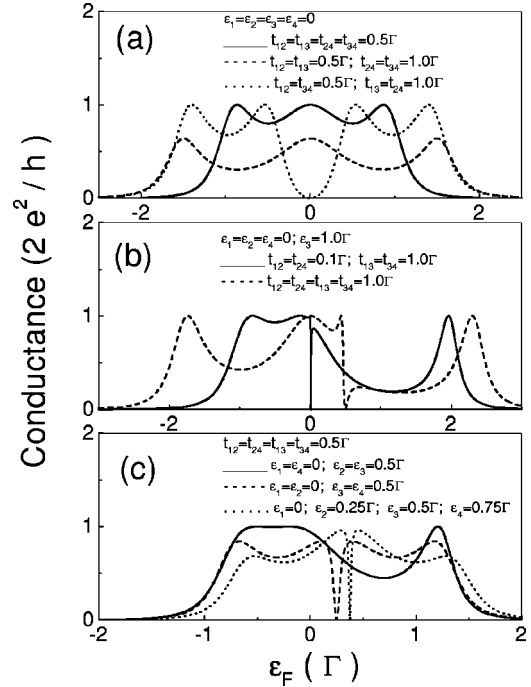 Conductance (2 e²/h)
(a)
ε₁=ε₂=ε₃=ε₄=0
t₁₂=t₁₃=t₂₄=t₃₄=0.5Γ
t₁₂=t₁₃=0.5Γ; t₂₄=t₃₄=1.0Γ
t₁₂=t₃₄=0.5Γ; t₁₃=t₂₄=1.0Γ
2
1
0
-2 0 2
(b)
ε₁=ε₂=ε₄=0; ε₃=1.0Γ
t₁₂=t₂₄=0.1Γ; t₁₃=t₃₄=1.0Γ
t₁₂=t₂₄=t₁₃=t₃₄=1.0Γ
2
1
0
-2 0 2
(c)
t₁₂=t₂₄=t₁₃=t₃₄=0.5Γ
ε₁=ε₄=0; ε₂=ε₃=0.5Γ
ε₁=ε₂=0; ε₃=ε₄=0.5Γ
ε₁=0; ε₂=0.25Γ; ε₃=0.5Γ; ε₄=0.75Γ
2
1
0
-2 -1 0 1 2
ε_F (Γ)